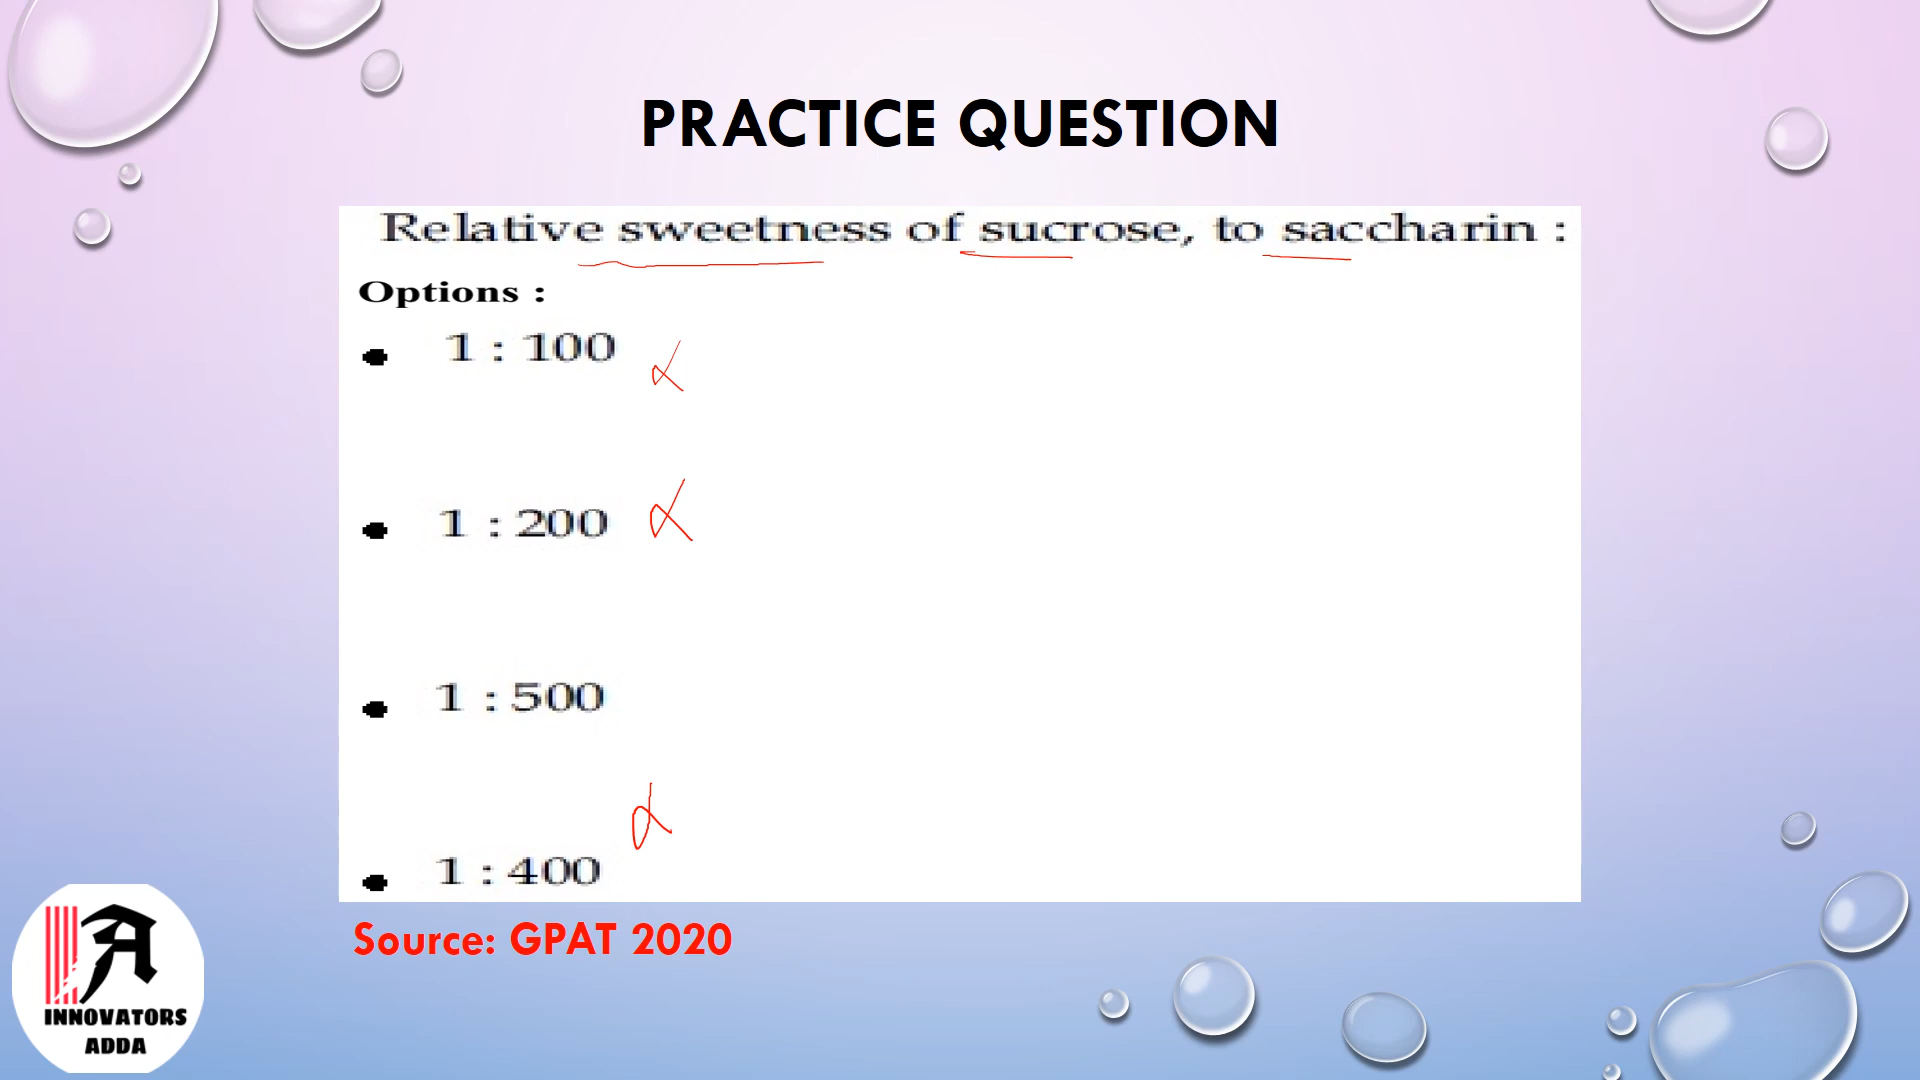 PRACTICE QUESTION
Relative sweetness of sucrose, to saccharin :
Options :
1 : 100
1 : 200
1 : 500
1 : 400
Source: GPAT 2020
A
INNOVATORS
ADDA